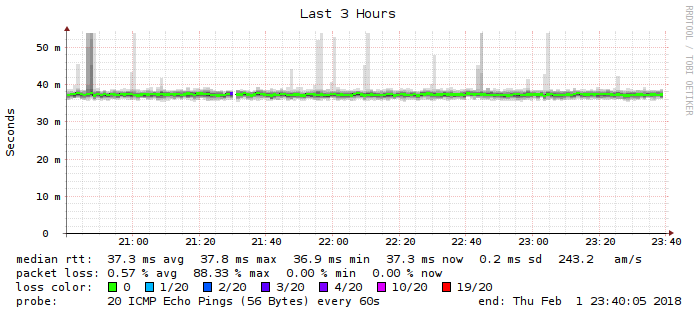 Last 3 Hours
RRDTOOL / TOBI OETIKER
Seconds
50 m
40 m
30 m
20 m
10 m
0
21:00 21:20 21:40 22:00 22:20 22:40 23:00 23:20 23:40
median rtt: 37.3 ms avg 37.8 ms max 36.9 ms min 37.3 ms now 0.2 ms sd 243.2 am/s
packet loss: 0.57 % avg 88.33 % max 0.00 % min 0.00 % now
loss color: 0 1/20 2/20 3/20 4/20 10/20 19/20
probe: 20 ICMP Echo Pings (56 Bytes) every 60s end: Thu Feb 1 23:40:05 2018